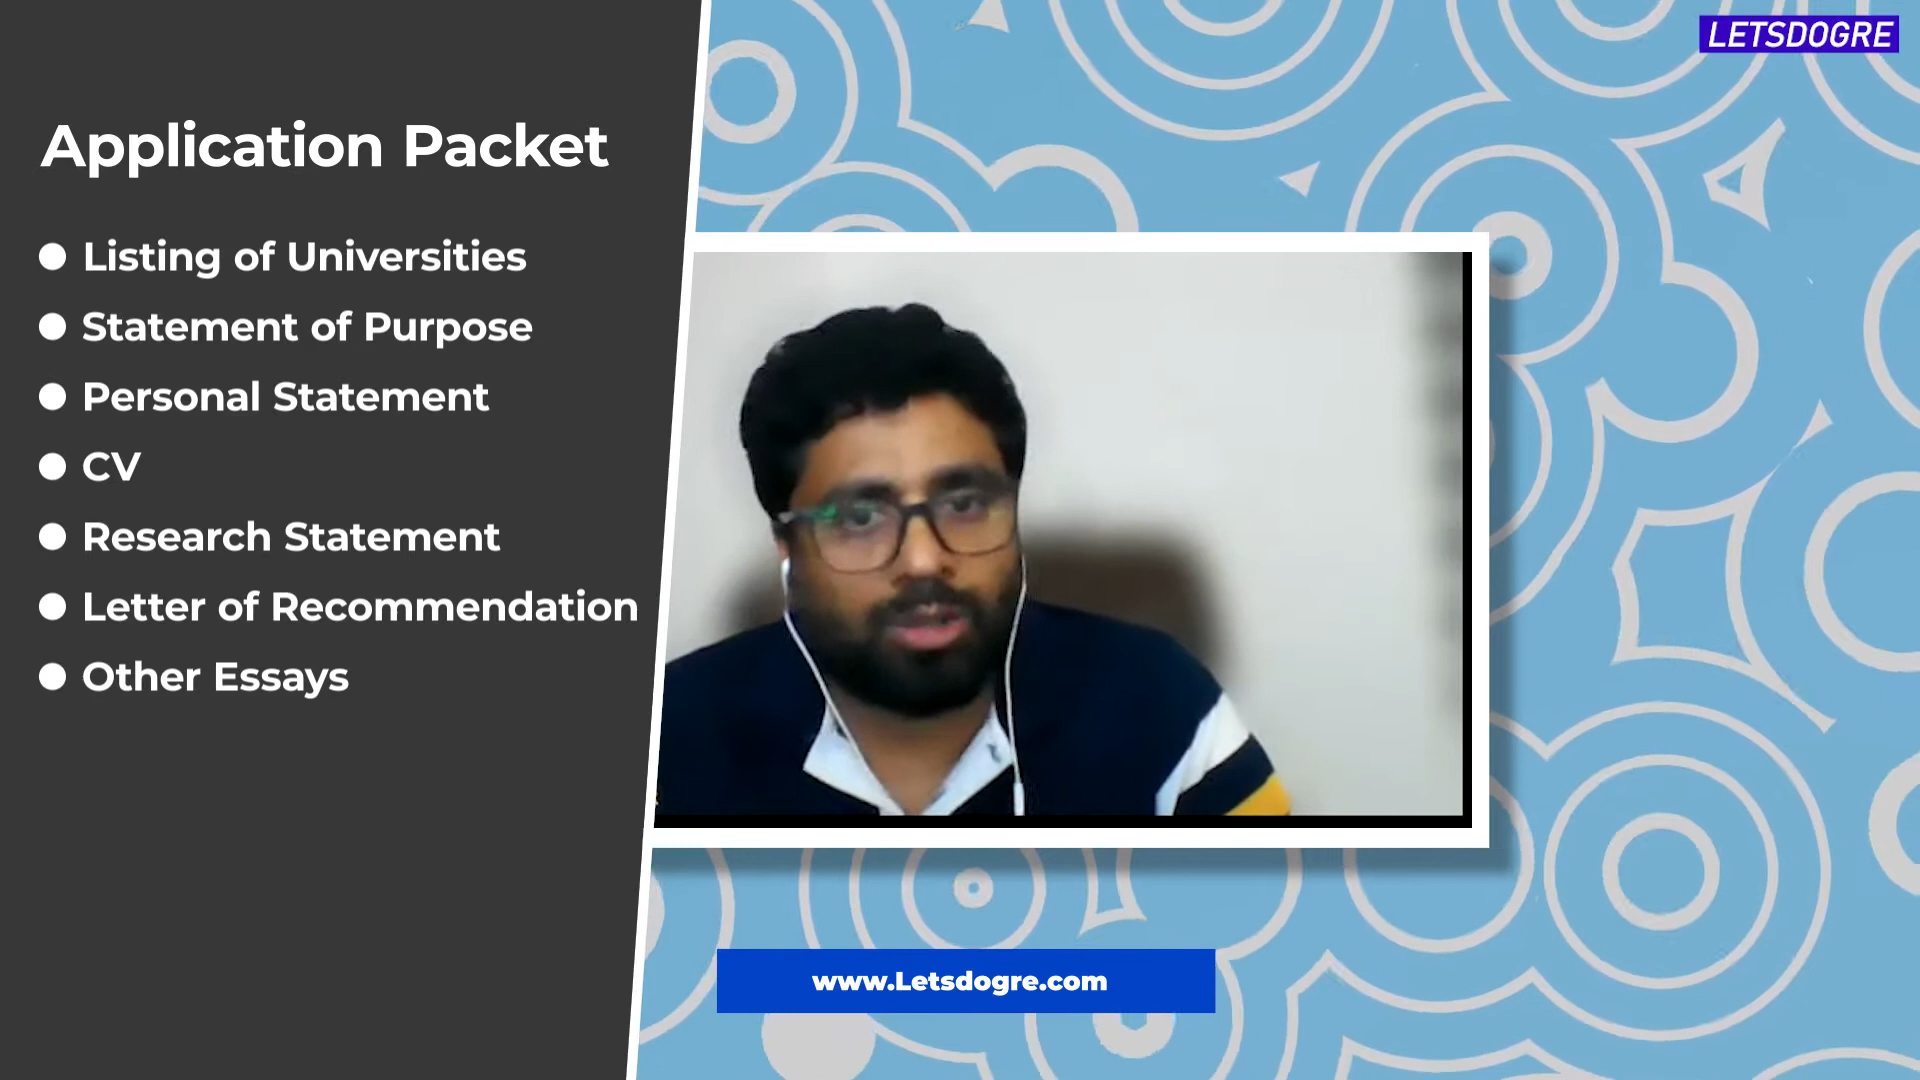 LETSDOGRE
Application Packet
Listing of Universities
Statement of Purpose
Personal Statement
CV
Research Statement
Letter of Recommendation
Other Essays
www.Letsdogre.com